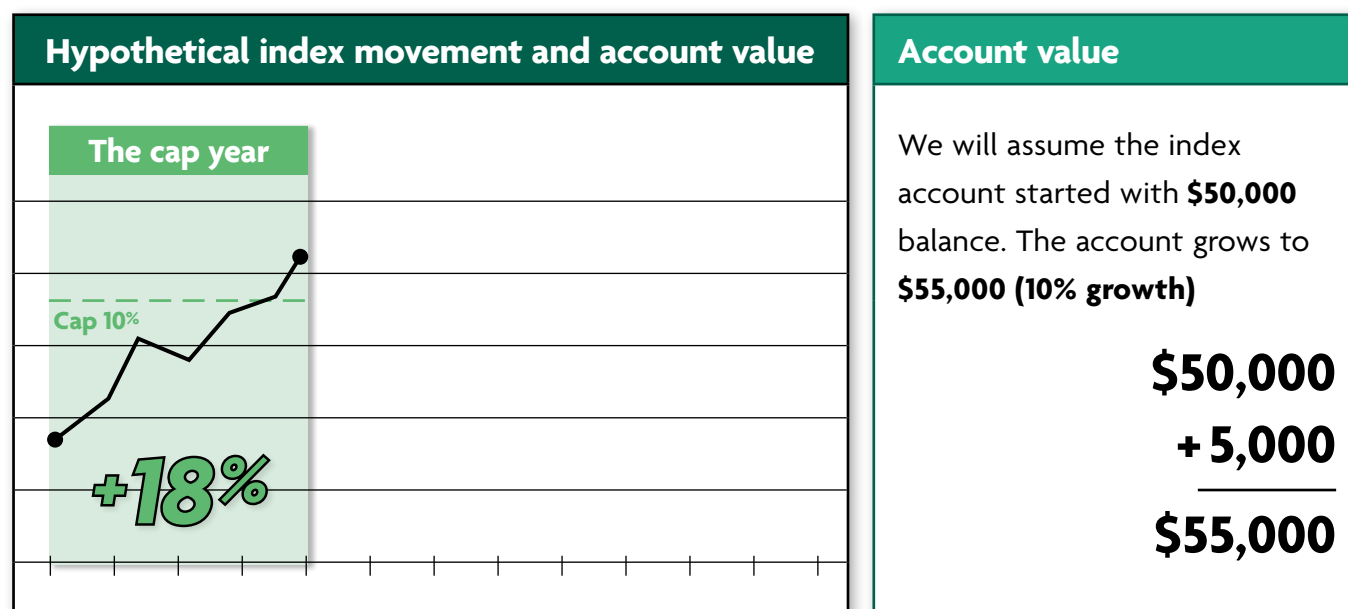 Hypothetical index movement and account value
The cap year
Cap 10%
+18%
Account value
We will assume the index
account started with $50,000
balance. The account grows to
$55,000 (10% growth)
$50,000
+5,000
$55,000